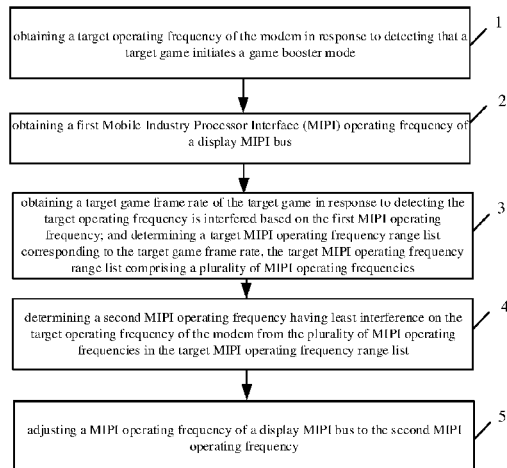 obtaining a target operating frequency of the modem in response to detecting that a
target game initiates a game booster mode
1
obtaining a first Mobile Industry Processor Interface (MIPI) operating frequency of
a display MIPI bus
2
obtaining a target game frame rate of the target game in response to detecting the
target operating frequency is interfered based on the first MIPI operating
frequency; and determining a target MIPI operating frequency range list
corresponding to the target game frame rate, the target MIPI operating frequency
range list comprising a plurality of MIPI operating frequencies
3
determining a second MIPI operating frequency having least interference on the
target operating frequency of the modem from the plurality of MIPI operating
frequencies in the target MIPI operating frequency range list
4
adjusting a MIPI operating frequency of a display MIPI bus to the second MIPI
operating frequency
5